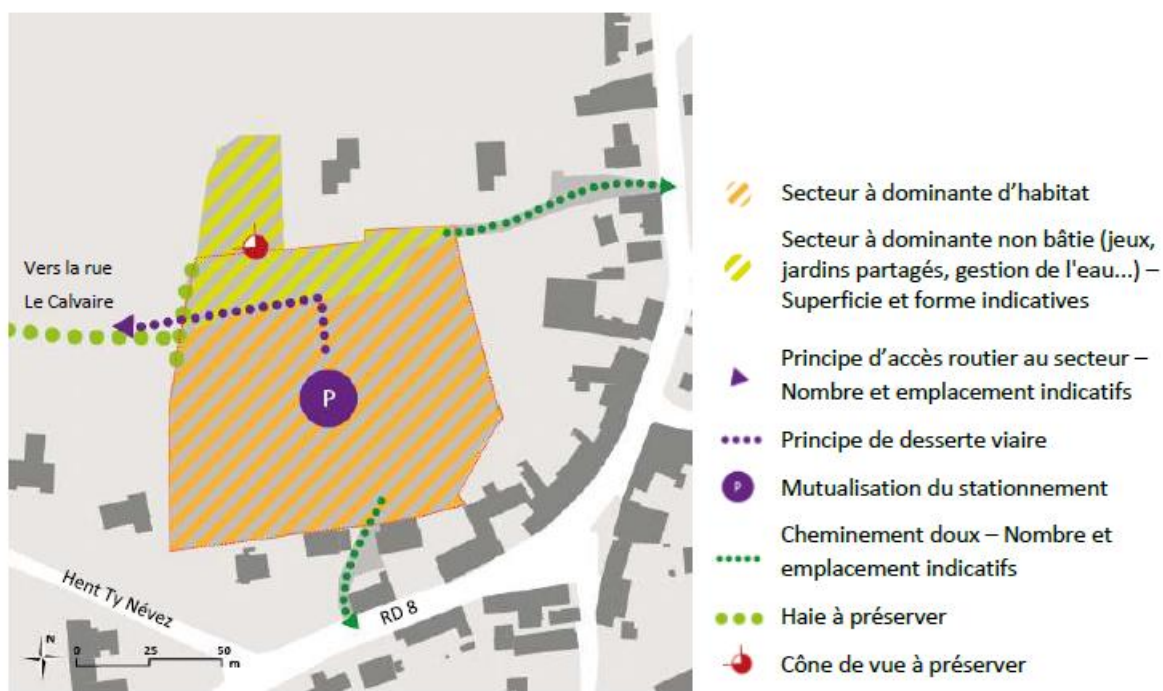 Vers la rue
Le Calvaire
P
Hent Ty Névez
RD 8
N
0 25 50
m
Secteur à dominante d'habitat
Secteur à dominante non bâtie (jeux,
jardins partagés, gestion de l'eau...) –
Superficie et forme indicatives
Principe d'accès routier au secteur –
Nombre et emplacement indicatifs
Principe de desserte viaire
P
Mutualisation du stationnement
Cheminement doux – Nombre et
emplacement indicatifs
Haie à préserver
Cône de vue à préserver